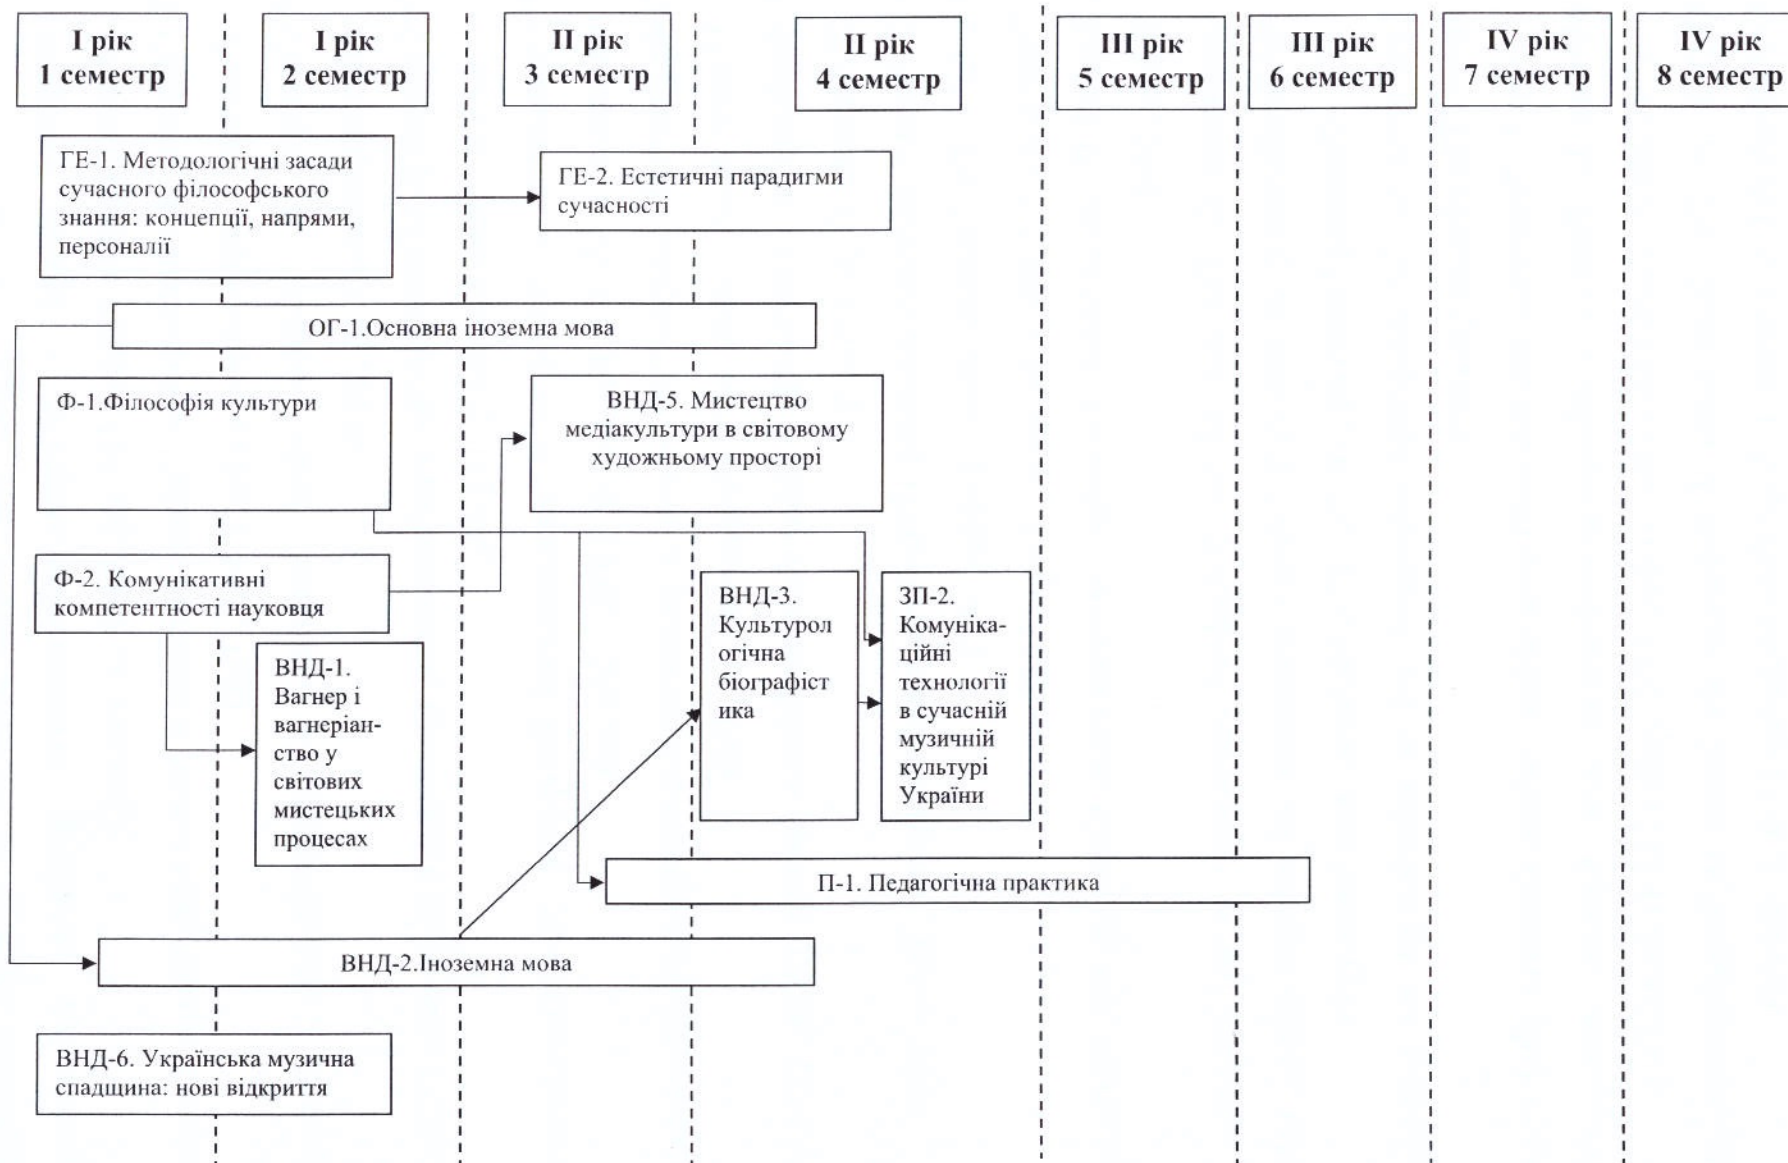 І рік
1 семестр
І рік
2 семестр
ІІ рік
3 семестр
ІІ рік
4 семестр
ІІІ рік
5 семестр
ІІІ рік
6 семестр
IV рік
7 семестр
IV рік
8 семестр
ГЕ-1. Методологічні засади
сучасного філософського
знання: концепції, напрями,
персоналії
ГЕ-2. Естетичні парадигми
сучасності
ОГ-1.Основна іноземна мова
Ф-1.Філософія культури
ВНД-5. Мистецтво
медіакультури в світовому
художньому просторі
Ф-2. Комунікативні
компетентності науковця
ВНД-1.
Вагнер і
вагнеріан-
ство у
світових
мистецьких
процесах
ВНД-3.
Культурол
огічна
біографіст
ика
ЗП-2.
Комуніка-
ційні
технології
в сучасній
музичній
культурі
України
П-1. Педагогічна практика
ВНД-2.Іноземна мова
ВНД-6. Українська музична
спадщина: нові відкриття